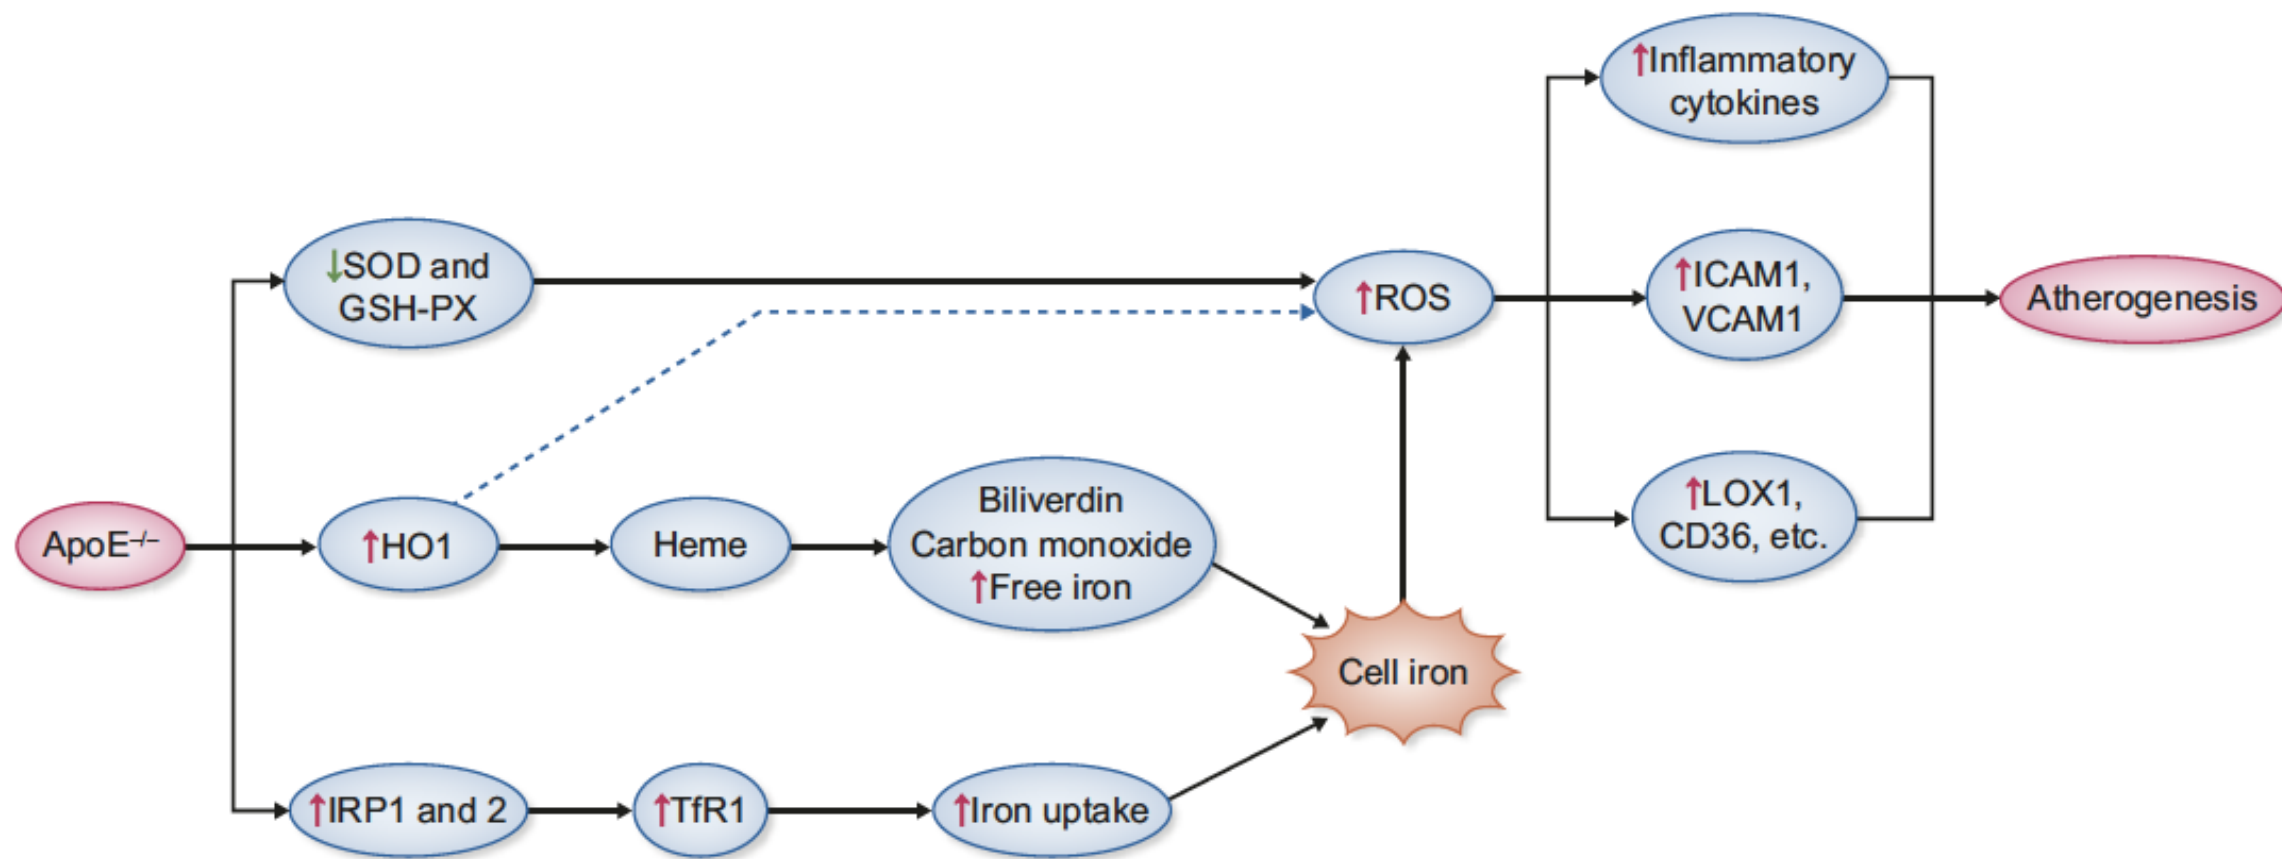 ApoE–/–
↓SOD and
GSH-PX
↑HO1
Heme
Biliverdin
Carbon monoxide
↑Free iron
↑IRP1 and 2
↑TfR1
↑Iron uptake
Cell iron
↑ROS
↑Inflammatory
cytokines
↑ICAM1,
VCAM1
↑LOX1,
CD36, etc.
Atherogenesis